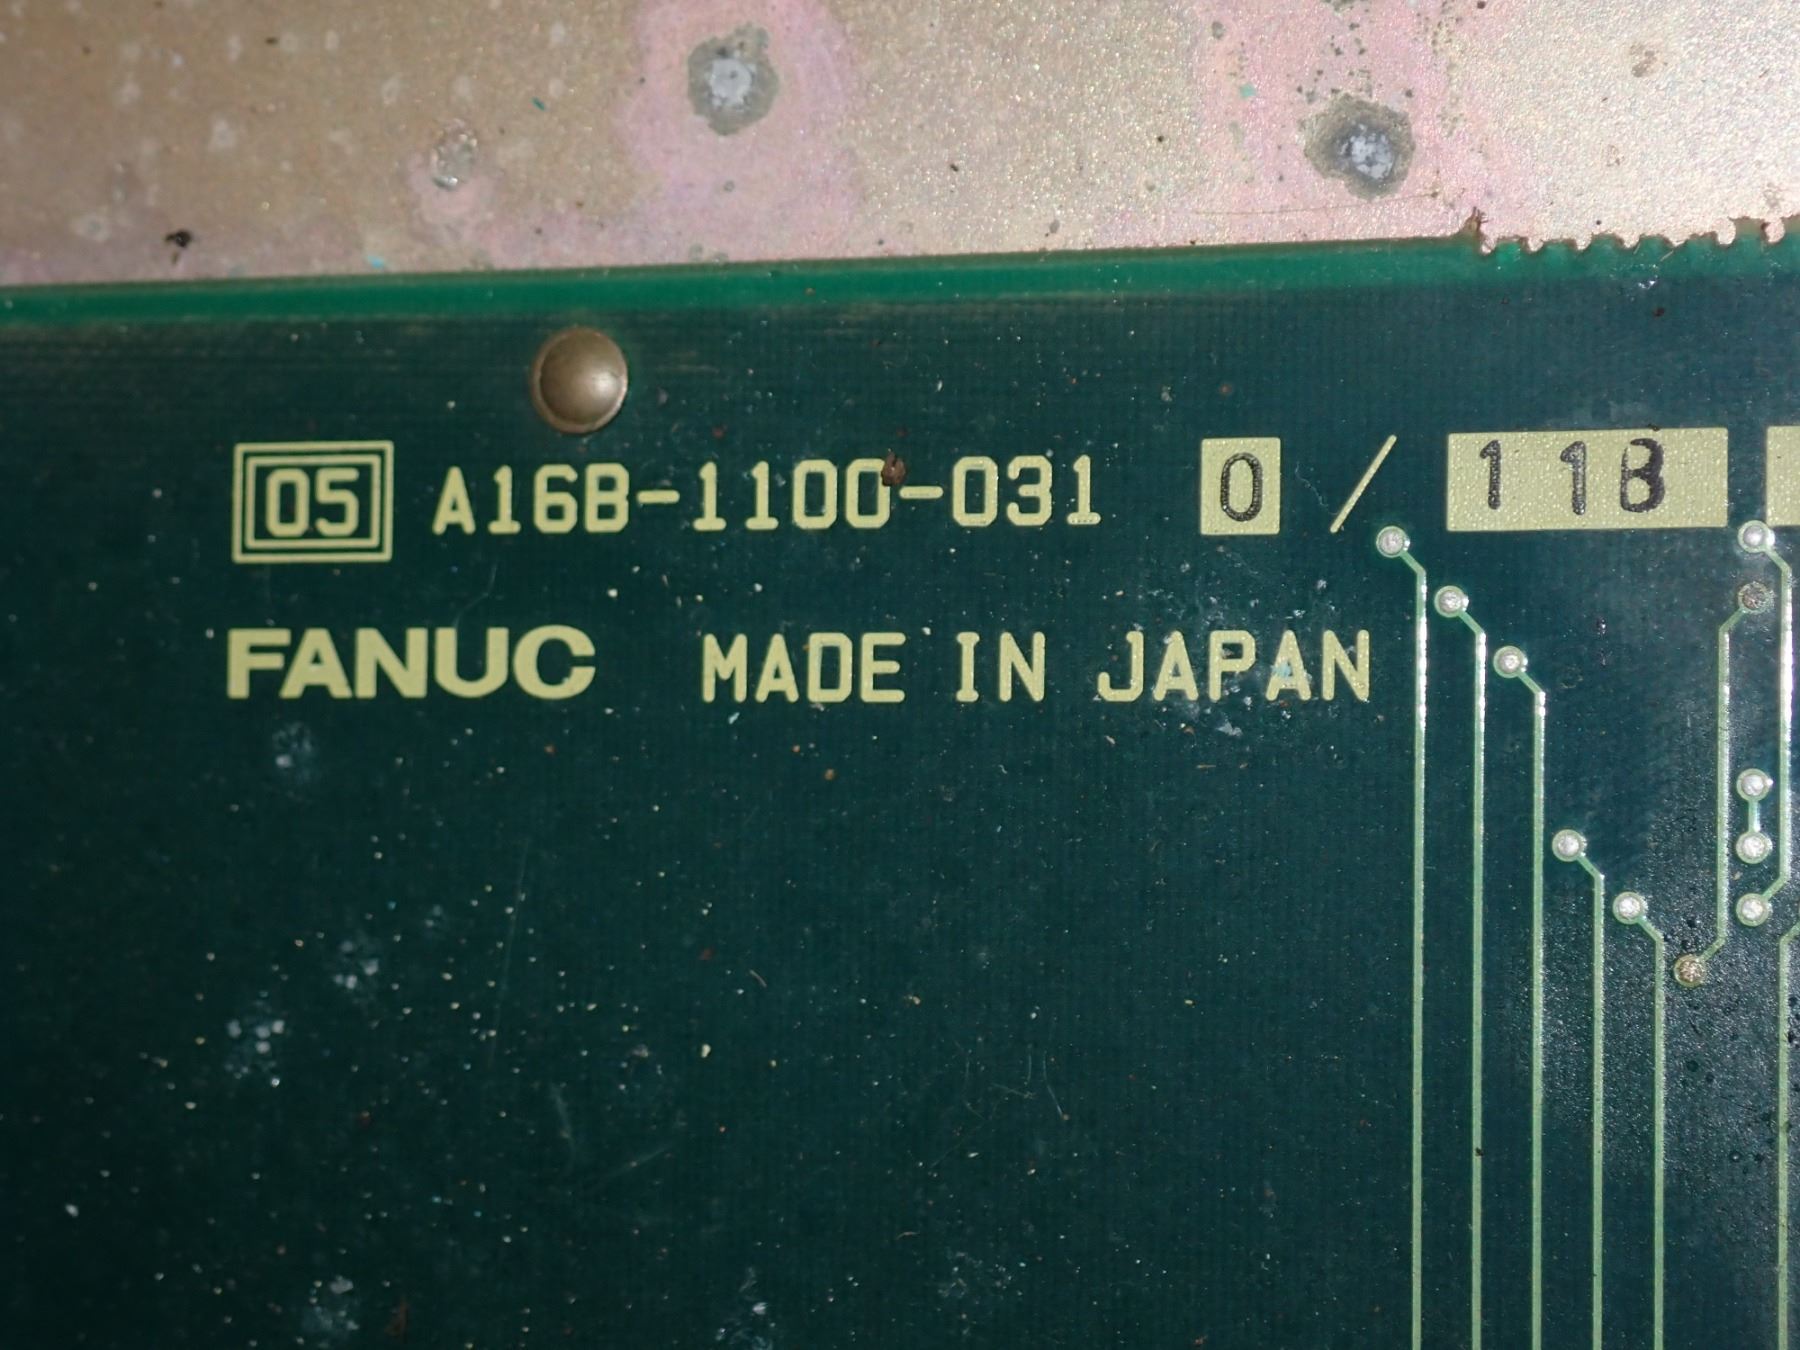 05 A16B-1100-031 0 / 11B
FANUC MADE IN JAPAN